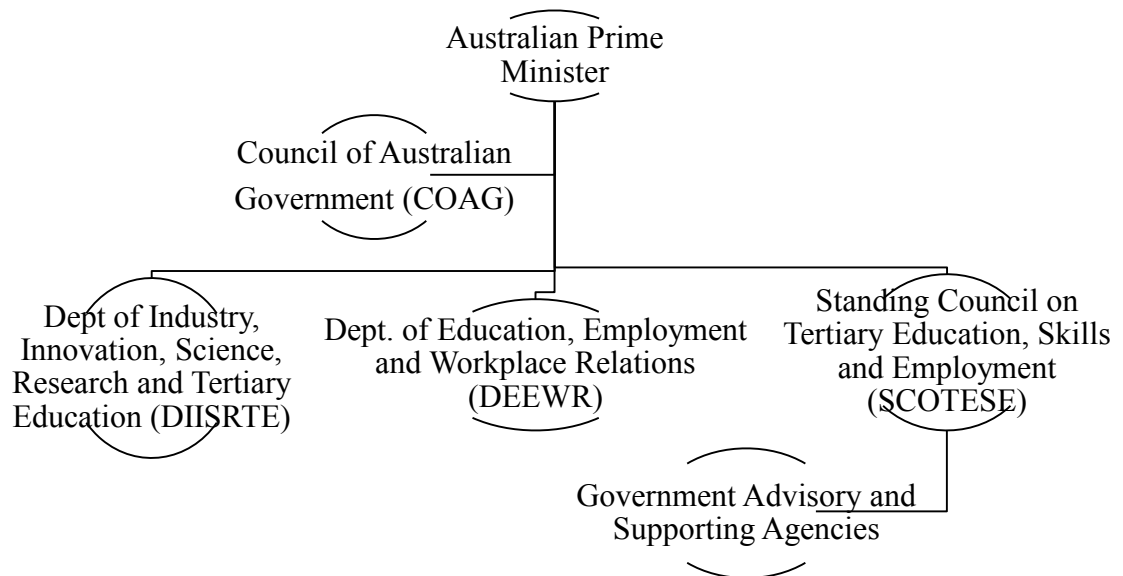 Australian Prime
Minister
Council of Australian
Government (COAG)
Dept of Industry,
Innovation, Science,
Research and Tertiary
Education (DIISRTE)
Dept. of Education, Employment
and Workplace Relations
(DEEWR)
Standing Council on
Tertiary Education, Skills
and Employment
(SCOTESE)
Government Advisory and
Supporting Agencies